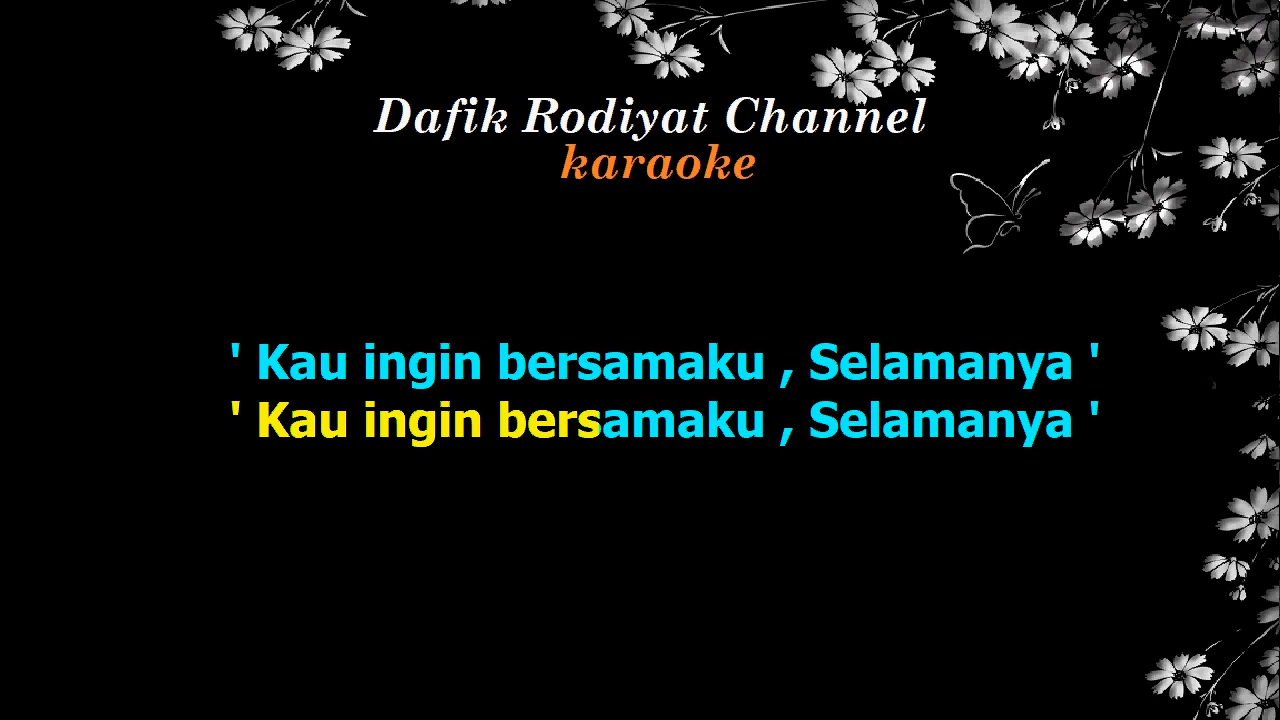 Dafik Rodiyat Channel
karaoke
' Kau ingin bersamaku , Selamanya '
' Kau ingin bersamaku , Selamanya '